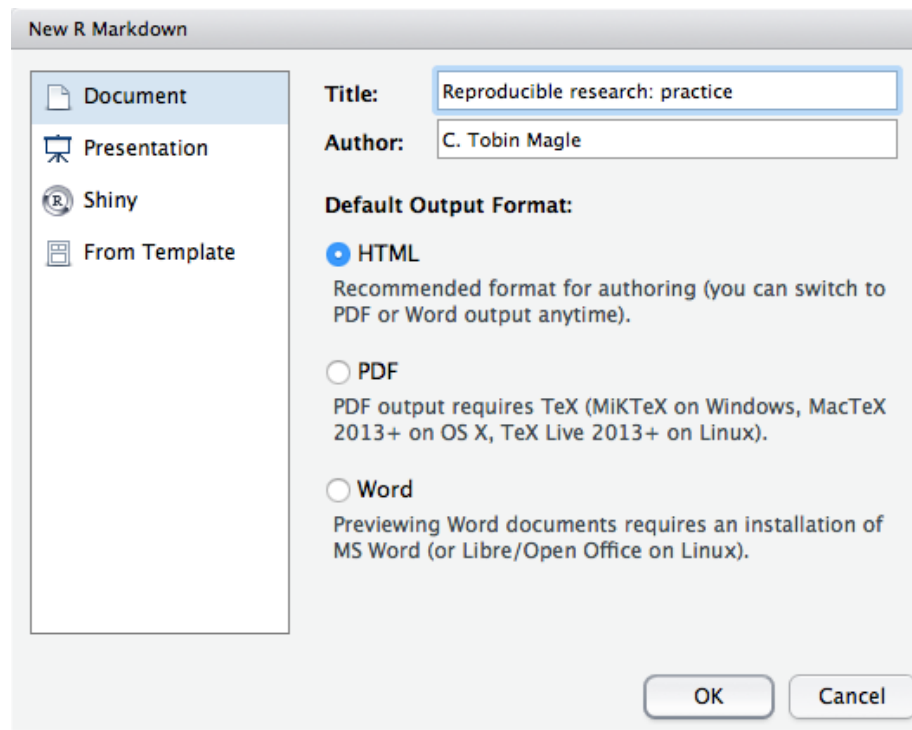 New R Markdown
Document
Presentation
Shiny
From Template
Title:
Reproducible research: practice
Author:
C. Tobin Magle
Default Output Format:
HTML
Recommended format for authoring (you can switch to
PDF or Word output anytime).
PDF
PDF output requires TeX (MiKTeX on Windows, MacTeX
2013+ on OS X, TeX Live 2013+ on Linux).
Word
Previewing Word documents requires an installation of
MS Word (or Libre/Open Office on Linux).
OK
Cancel